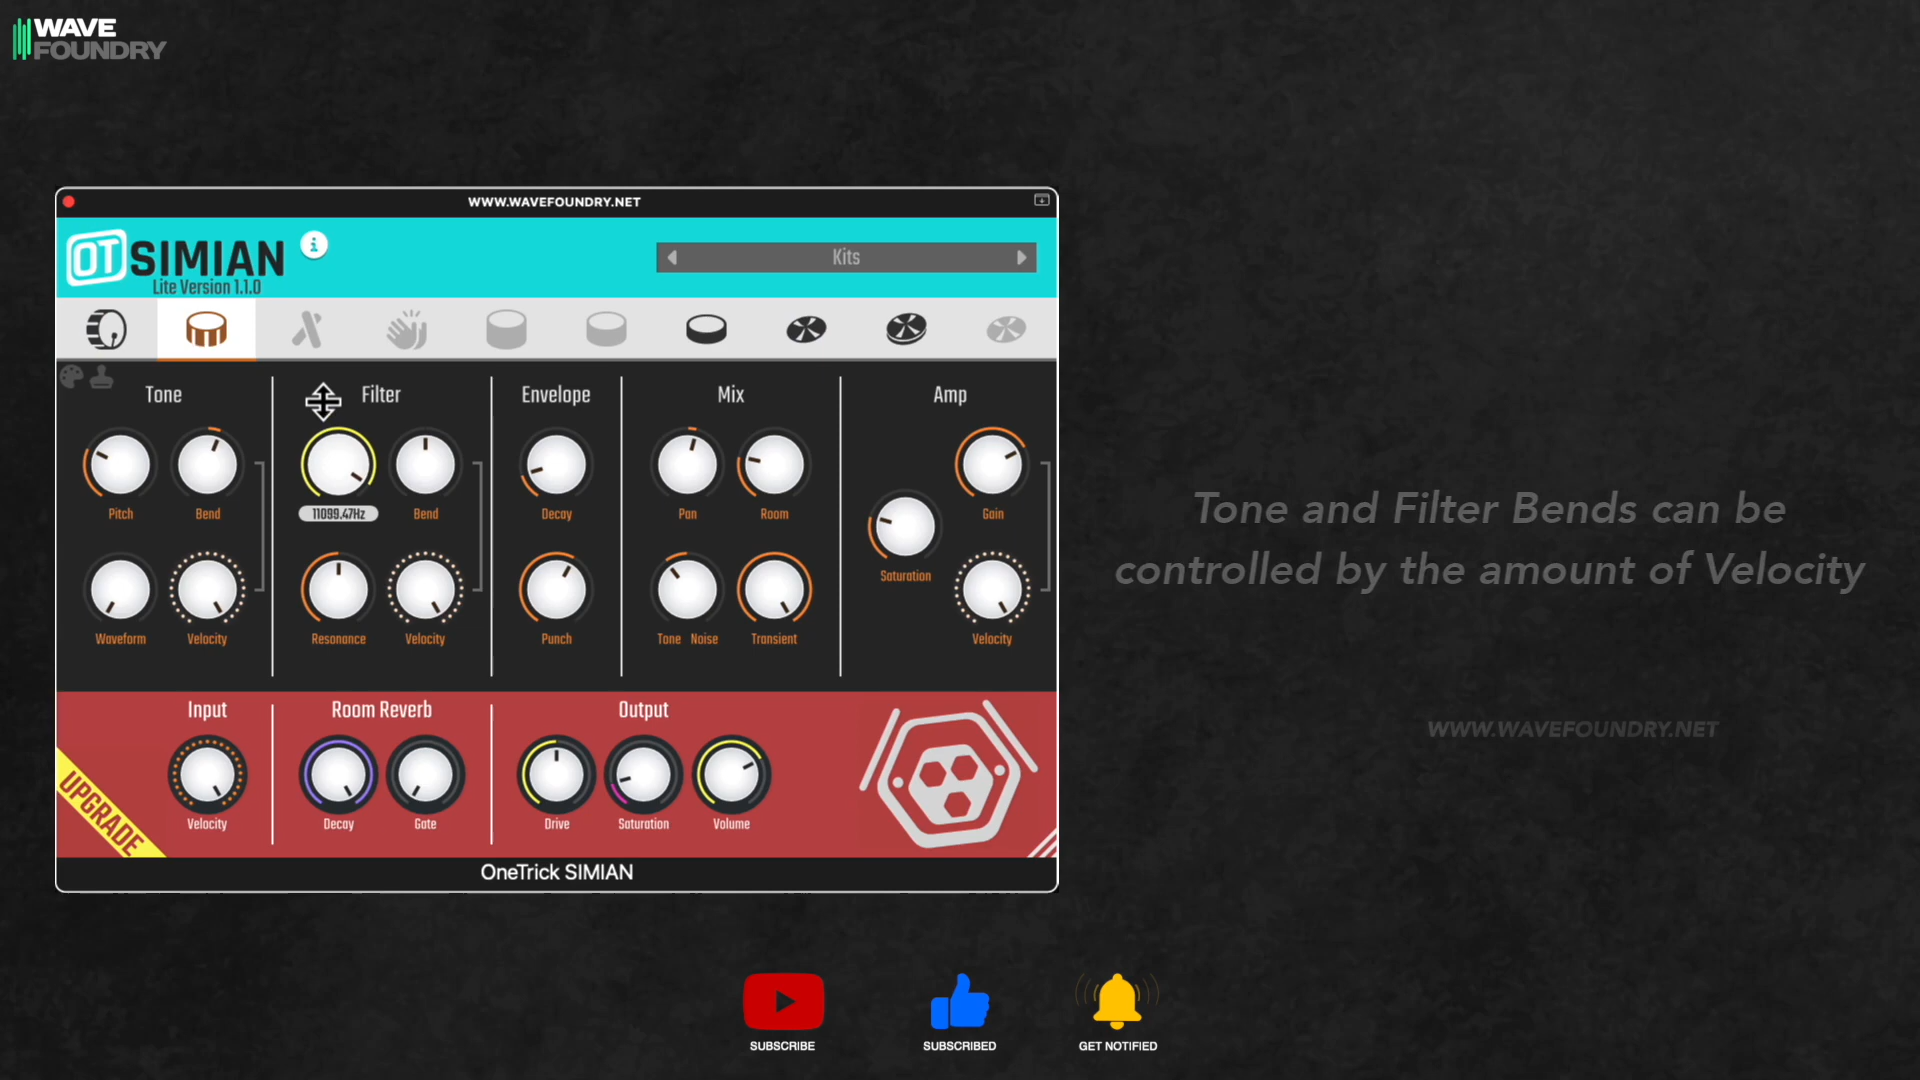 WAVE
FOUNDRY
WWW.WAVEFOUNDRY.NET
OT SIMIAN
Lite Version 1.1.0
i
Kits
Tone
Filter
Envelope
Mix
Amp
Pitch
Bend
11099.47Hz
Bend
Decay
Pan
Room
Gain
Saturation
Waveform
Velocity
Resonance
Velocity
Punch
Tone Noise
Transient
Velocity
Tone and Filter Bends can be
controlled by the amount of Velocity
WWW.WAVEFOUNDRY.NET
Input
Room Reverb
Output
UPGRADE
Velocity
Decay
Gate
Drive
Saturation
Volume
OneTrick SIMIAN
SUBSCRIBE
SUBSCRIBED
GET NOTIFIED